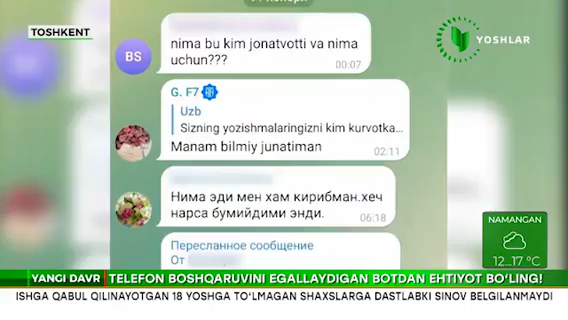 TOSHKENT
YOSHLAR
BS
nima bu kim jonatvotti va nima
uchun???
00:07
G. F7
Uzb
Sizning yozishmalaringizni kim kurvotka...
Manam bilmiy junatiman
02:11
Нима эди мен хам кирибман.хеч
нарса бумийдими энди.
06:18
Пересланное сообщение
От
NAMANGAN
12...17 °C
YANGI DAVR
TELEFON BOSHQARUVINI EGALLAYDIGAN BOTDAN EHTIYOT BO‘LING!
ISHGA QABUL QILINAYOTGAN 18 YOSHGA TO‘LMAGAN SHAXSLARGA DASTLABKI SINOV BELGILANMAYDI